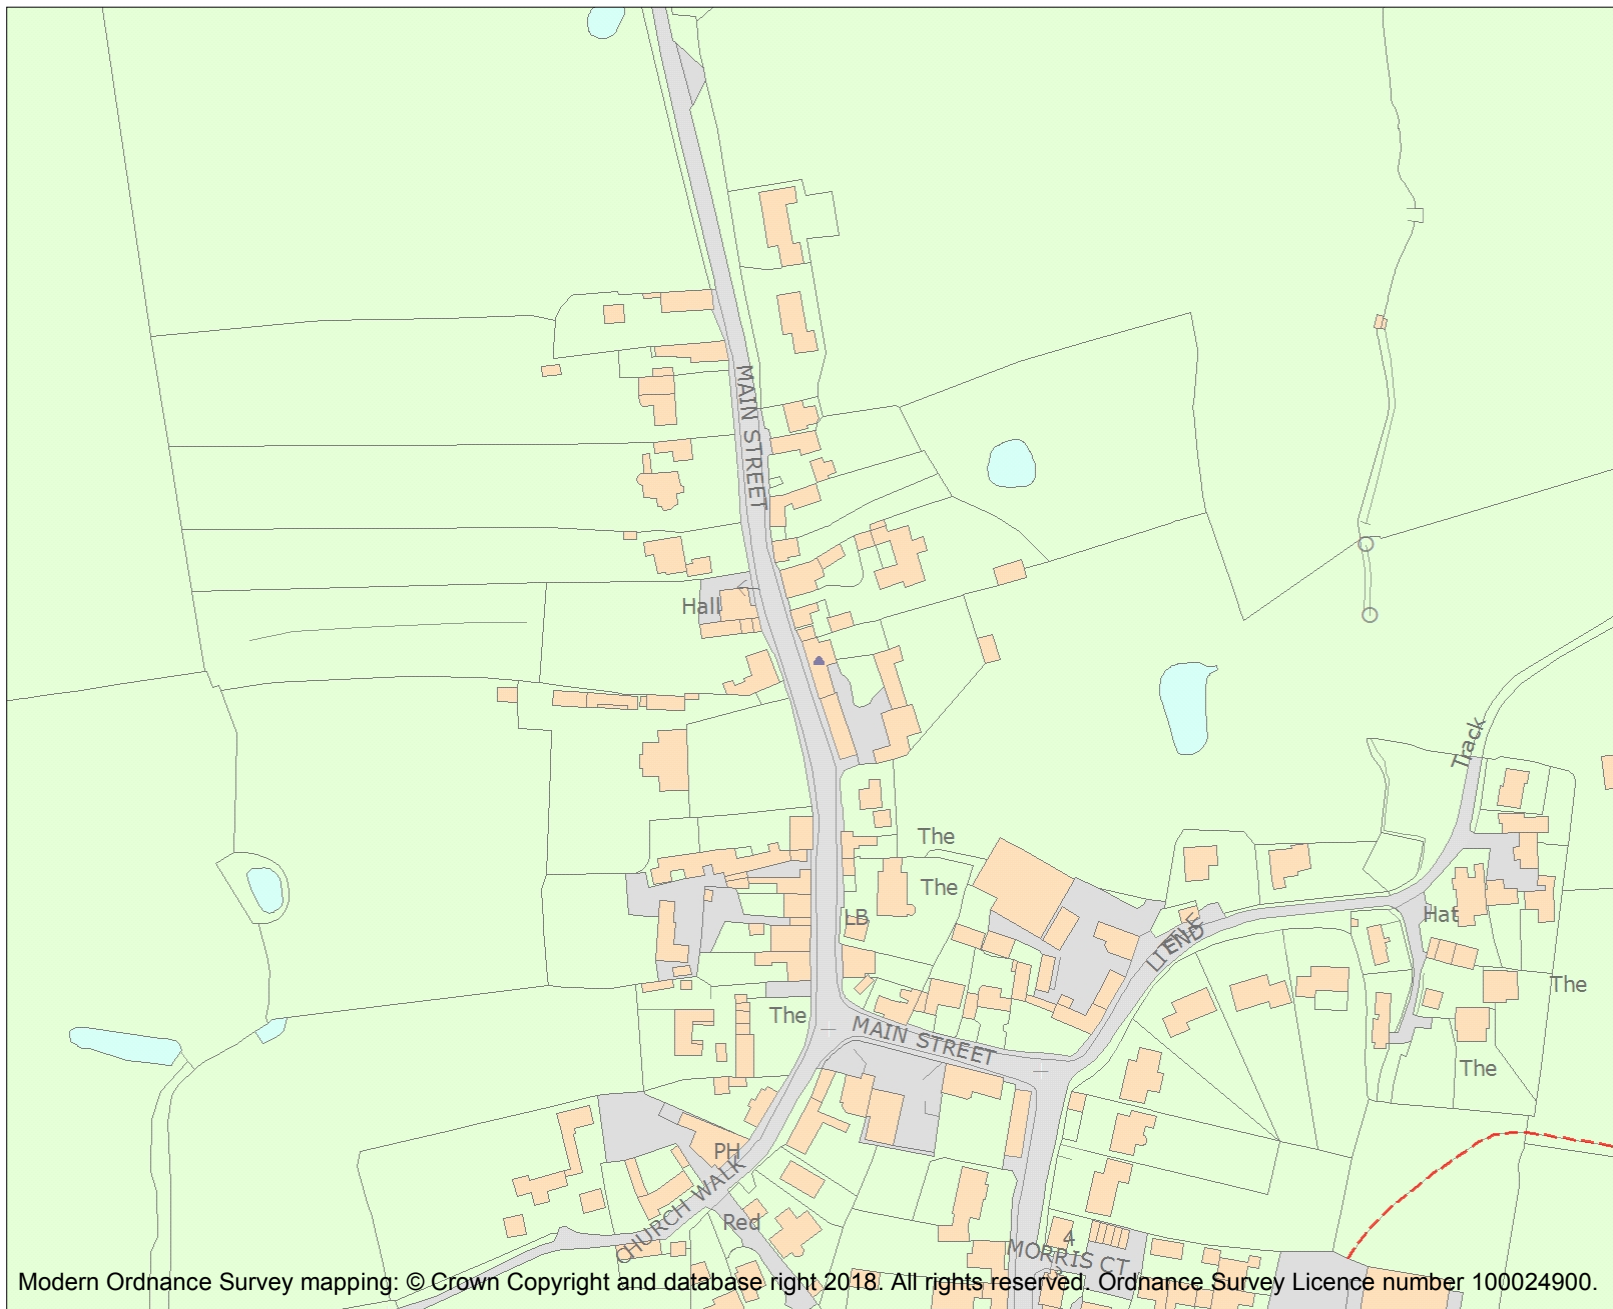 MAIN STREET
Hall
Track
The
The
LB
Hat
LI END
The
The
MAIN STREET
The
PH
CHURCH WALK
Red
4
MORRIS CT
Modern Ordnance Survey mapping: © Crown Copyright and database right 2018. All rights reserved. Ordnance Survey Licence number 100024900.